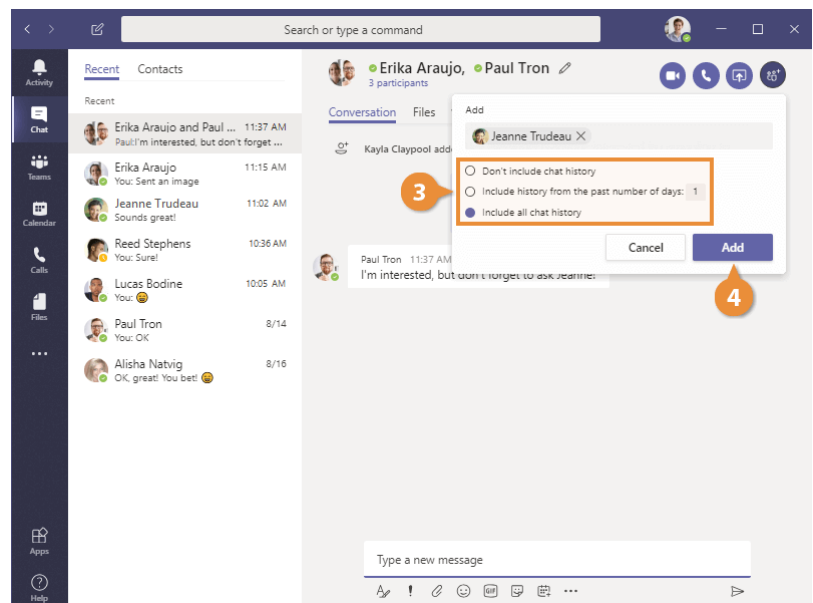 Search or type a command
Activity
Chat
Teams
Calendar
Calls
Files
Apps
Help
Recent Contacts
Recent
Erika Araujo and Paul ... 11:37 AM
Paul:I'm interested, but don't forget ...
Erika Araujo 11:15 AM
You: Sent an image
Jeanne Trudeau 11:02 AM
Sounds great!
Reed Stephens 10:36 AM
You: Sure!
Lucas Bodine 10:05 AM
You: 😄
Paul Tron 8/14
You: OK
Alisha Natvig 8/16
OK, great! You bet! 😄
Erika Araujo, Paul Tron
3 participants
Conversation Files
Kayla Claypool adde
Add
Jeanne Trudeau
Don't include chat history
Include history from the past number of days: 1
Include all chat history
3
Cancel Add
4
Paul Tron 11:37 AM
I'm interested, but don't forget to ask Jeanne!
Type a new message
GIF